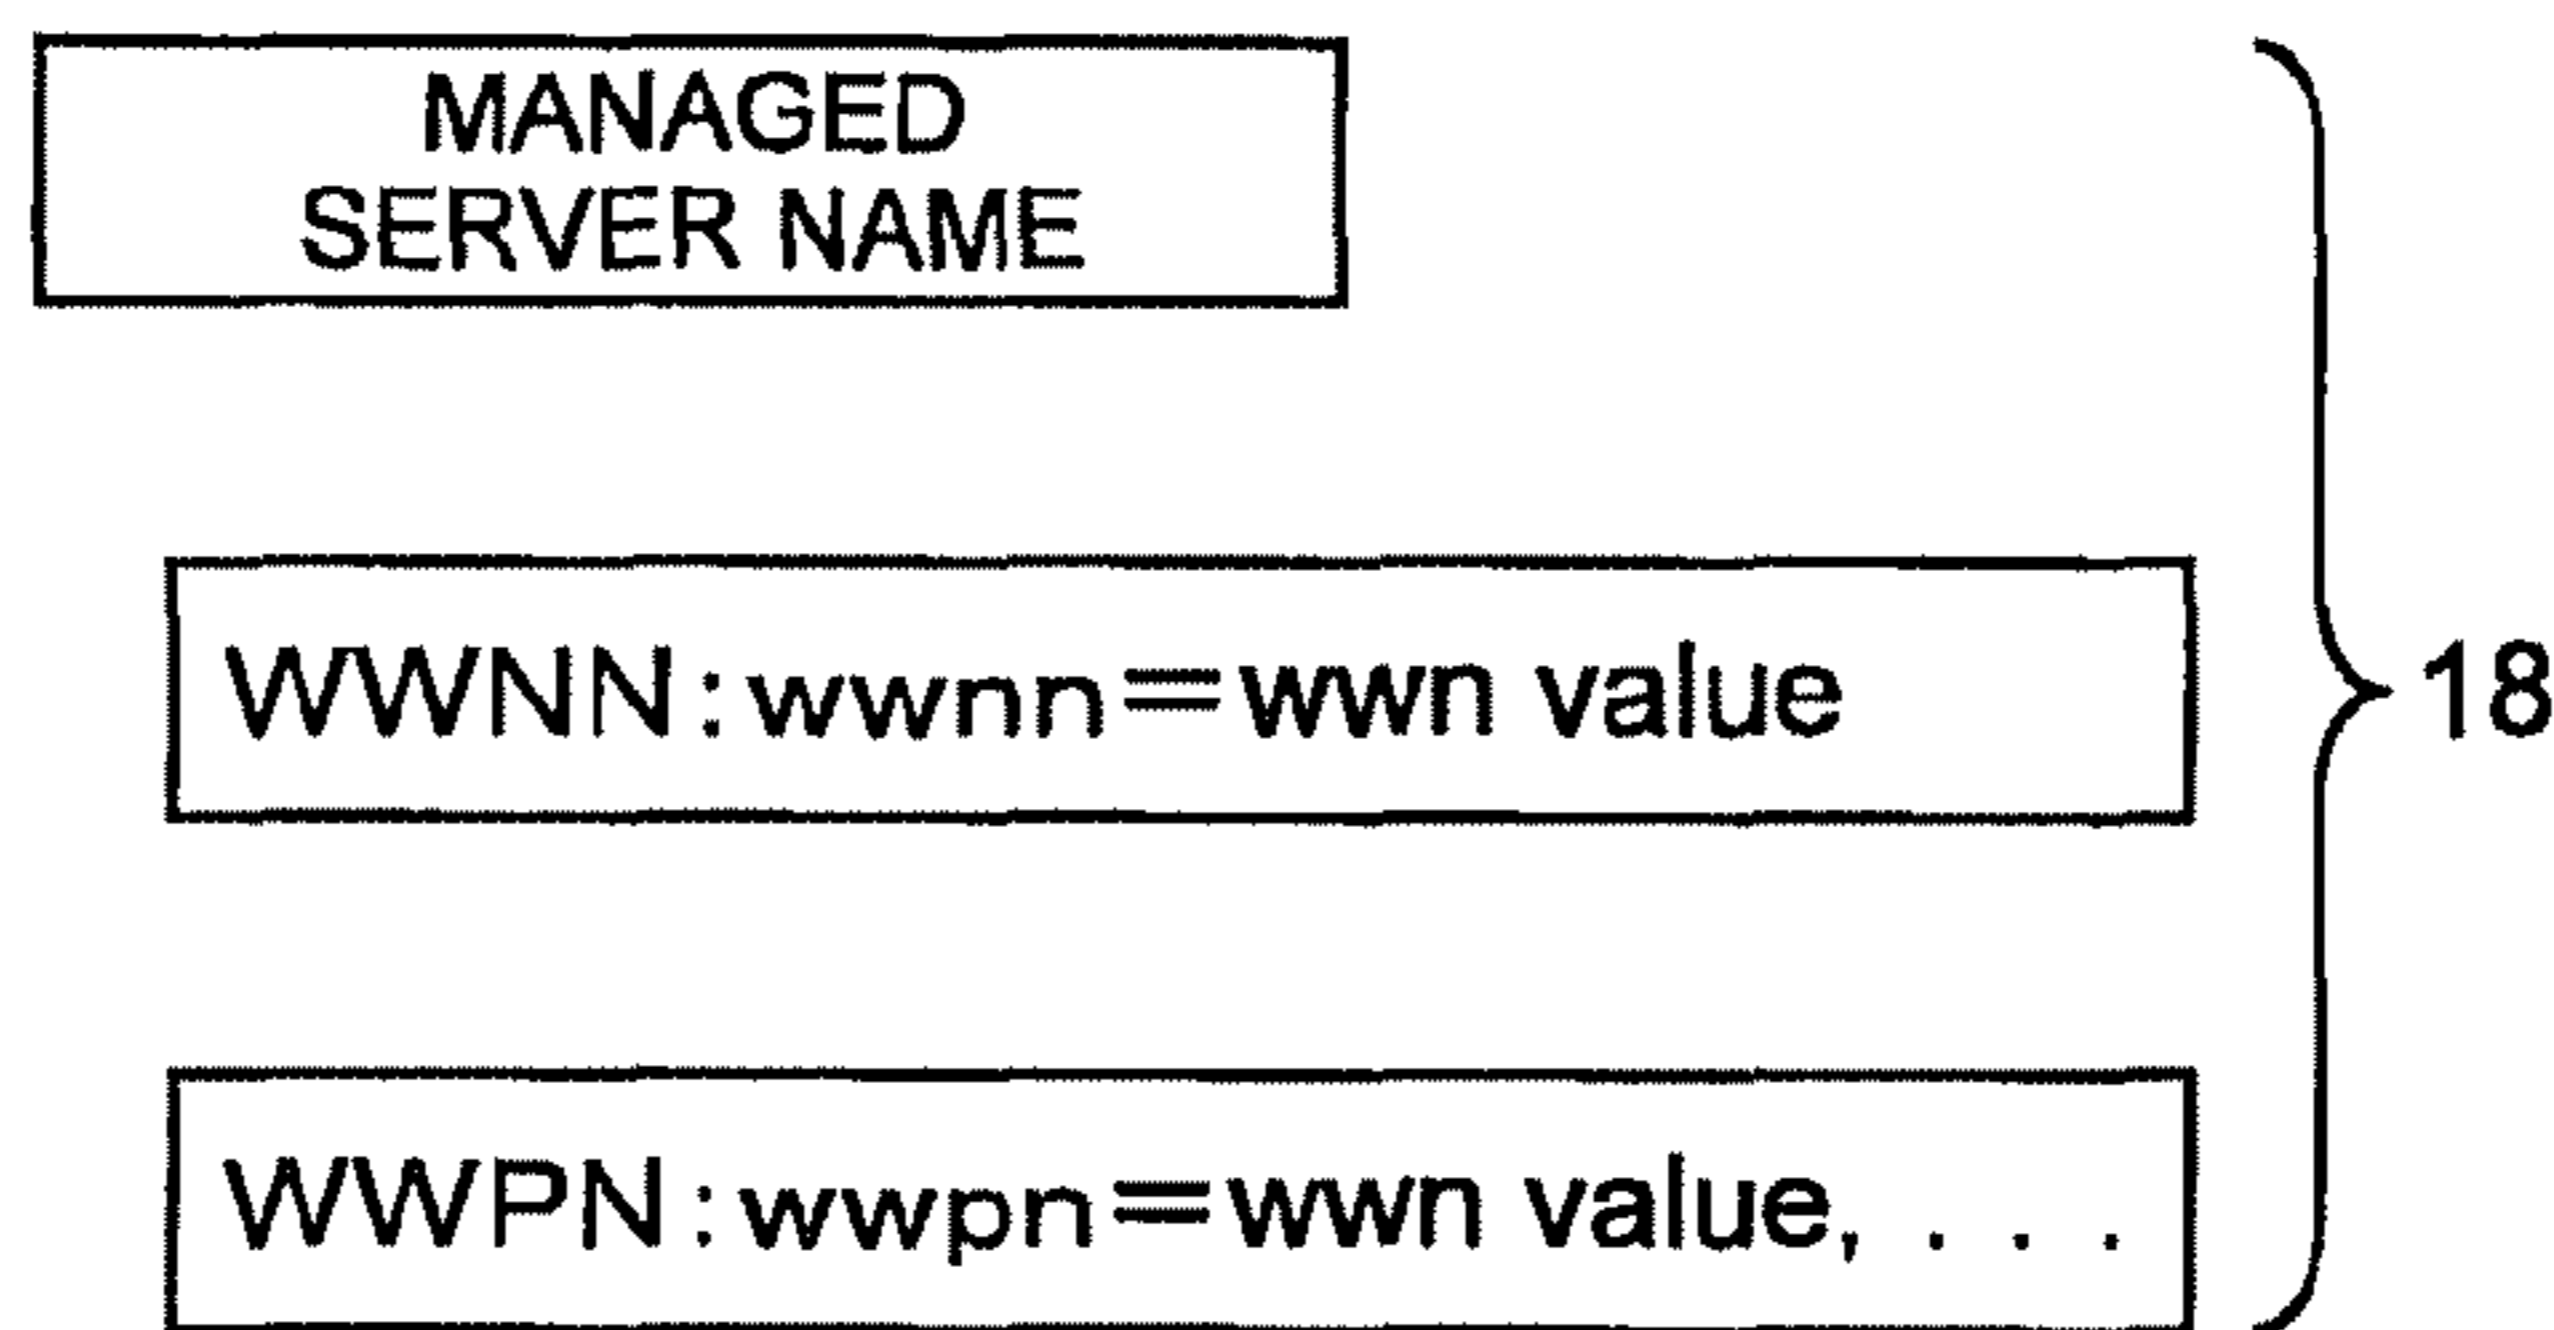 MANAGED
SERVER NAME
WWNN:wwnn=wwn value
18
WWPN:wwpn=wwn value, . . .